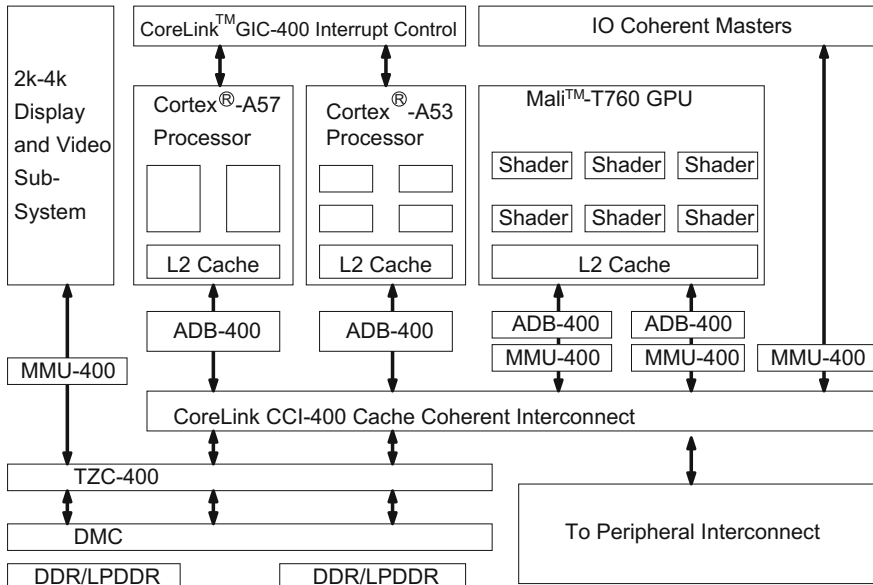 CoreLink™GIC-400 Interrupt Control
IO Coherent Masters
2k-4k
Display
and Video
Sub-
System
Cortex®-A57
Processor
L2 Cache
Cortex®-A53
Processor
L2 Cache
Mali™-T760 GPU
Shader Shader Shader
Shader Shader Shader
L2 Cache
ADB-400
ADB-400
ADB-400
ADB-400
MMU-400
MMU-400
MMU-400
MMU-400
CoreLink CCI-400 Cache Coherent Interconnect
TZC-400
DMC
To Peripheral Interconnect
DDR/LPDDR
DDR/LPDDR